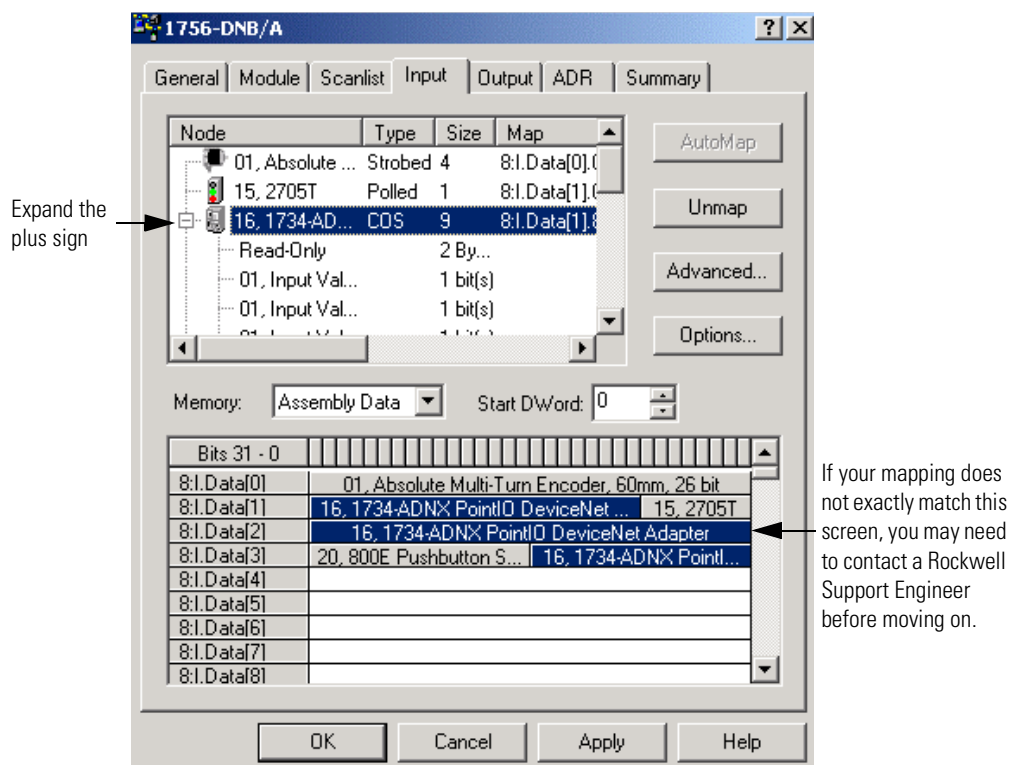 1756-DNB/A
General Module Scanlist Input Output ADR Summary
Node Type Size Map
01, Absolute ... Strobed 4 8:I.Data[0].0
15, 2705T Polled 1 8:I.Data[1].0
16, 1734-AD... COS 9 8:I.Data[1].8
Read-Only 2 By...
01, Input Val... 1 bit(s)
01, Input Val... 1 bit(s)
AutoMap
Unmap
Advanced...
Options...
Expand the
plus sign
Memory: Assembly Data Start DWord: 0
Bits 31 - 0
8:I.Data[0] 01, Absolute Multi-Turn Encoder, 60mm, 26 bit
8:I.Data[1] 16, 1734-ADNX PointIO DeviceNet ... 15, 2705T
8:I.Data[2] 16, 1734-ADNX PointIO DeviceNet Adapter
8:I.Data[3] 20, 800E Pushbutton S... 16, 1734-ADNX PointI...
8:I.Data[4]
8:I.Data[5]
8:I.Data[6]
8:I.Data[7]
8:I.Data[8]
If your mapping does
not exactly match this
screen, you may need
to contact a Rockwell
Support Engineer
before moving on.
OK Cancel Apply Help